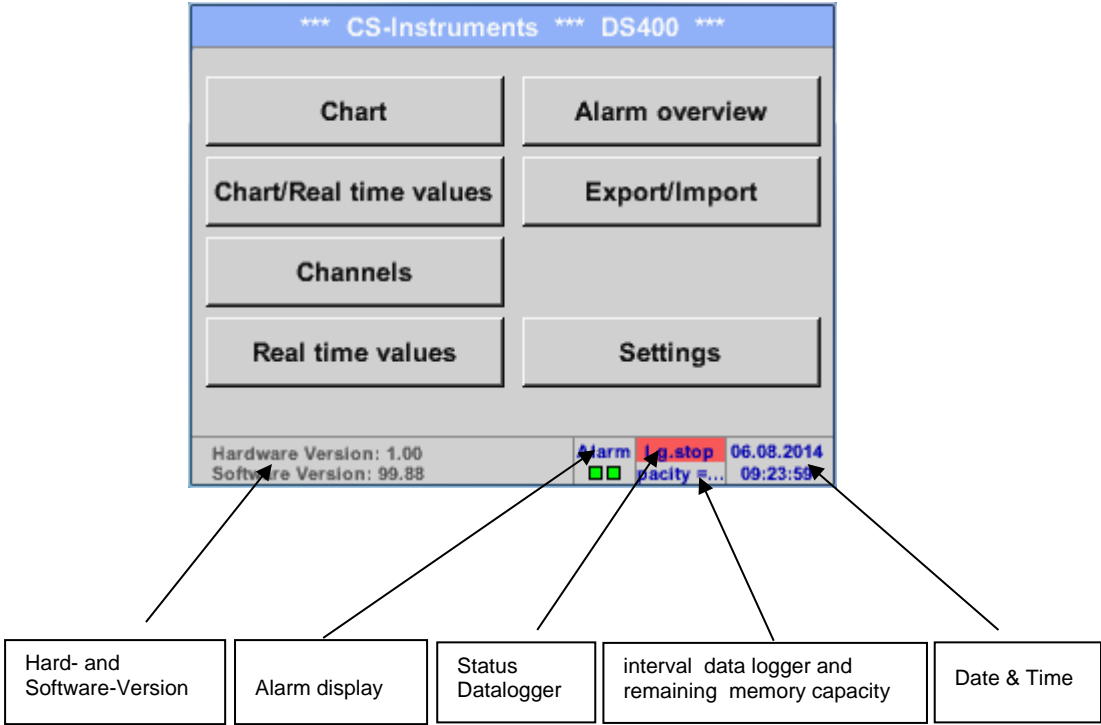 *** CS-Instruments *** DS400 ***
Chart
Alarm overview
Chart/Real time values
Export/Import
Channels
Real time values
Settings
Hardware Version: 1.00
Software Version: 99.88
Alarm
g.stop
06.08.2014
pacity =...
09:23:59
Hard- and
Software-Version
Alarm display
Status
Datalogger
interval data logger and
remaining memory capacity
Date & Time